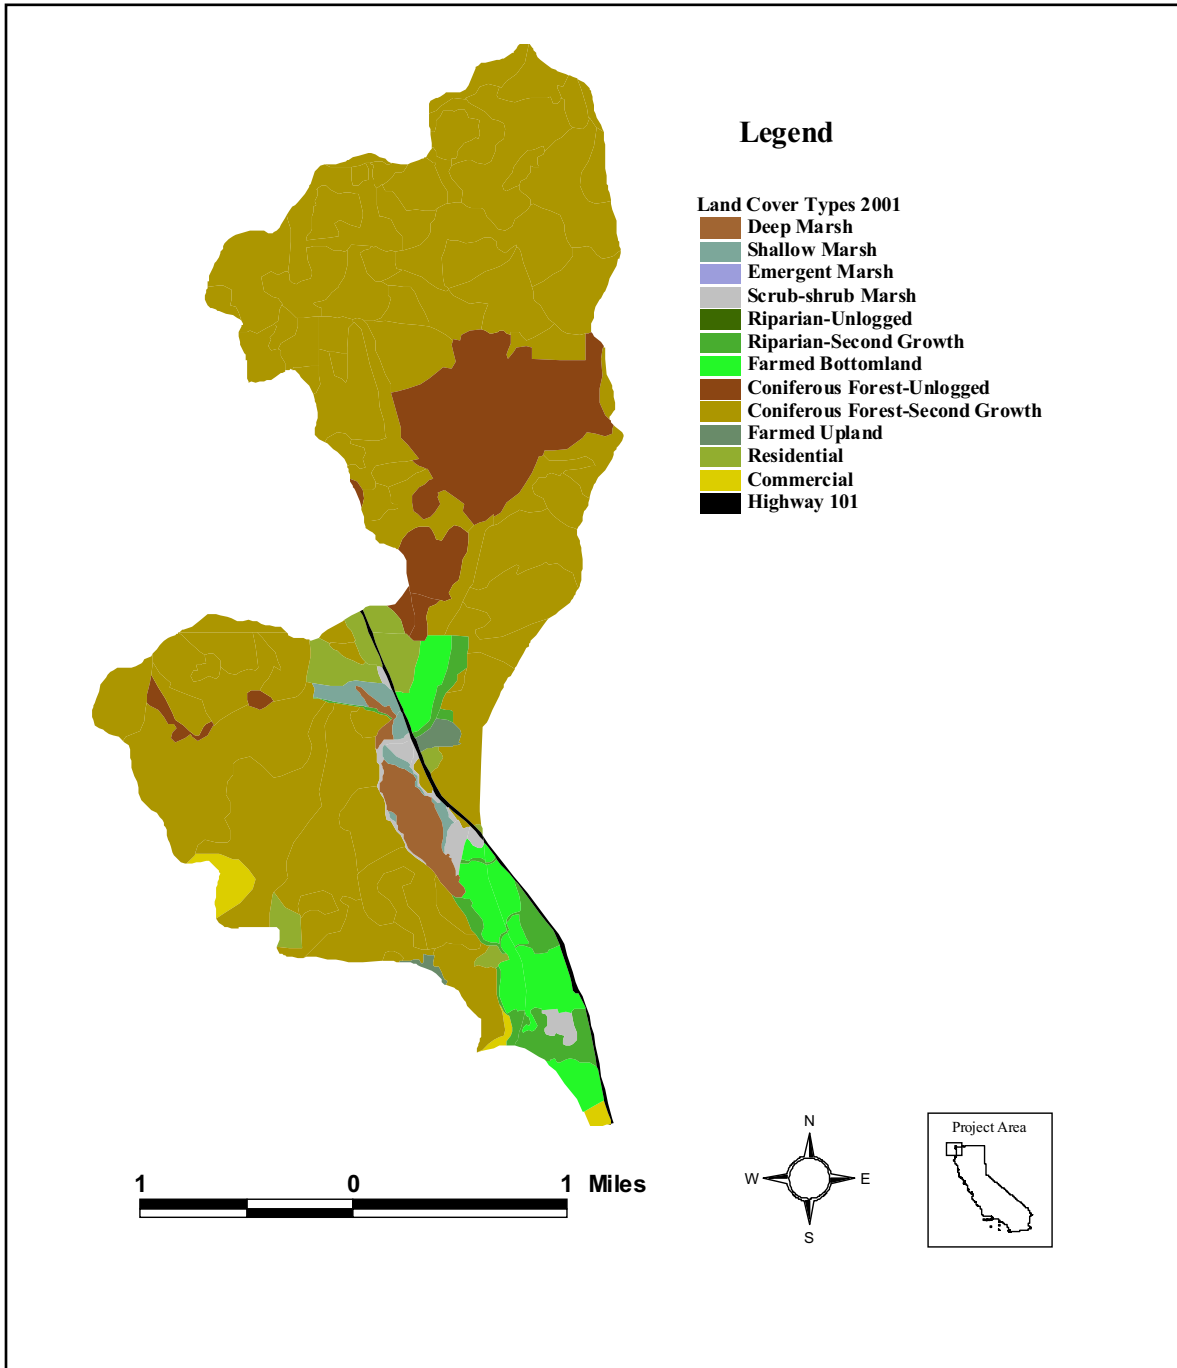 Legend
Land Cover Types 2001
Deep Marsh
Shallow Marsh
Emergent Marsh
Scrub-shrub Marsh
Riparian-Unlogged
Riparian-Second Growth
Farmed Bottomland
Coniferous Forest-Unlogged
Coniferous Forest-Second Growth
Farmed Upland
Residential
Commercial
Highway 101
1 0 1 Miles
N
W E
S
Project Area